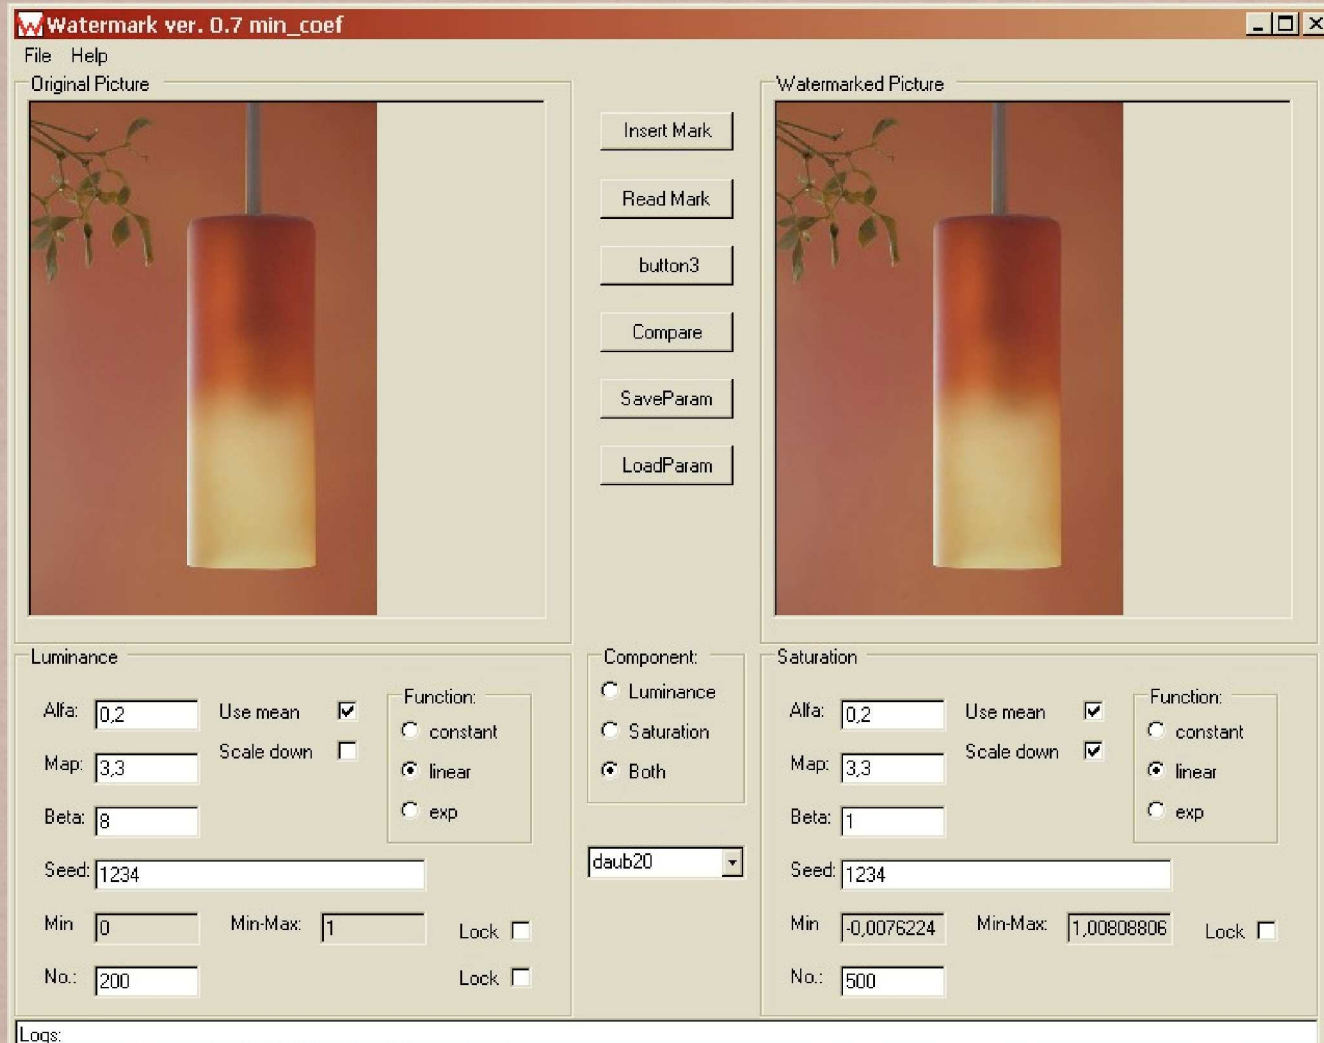 Watermark ver. 0.7 min_coef
File Help
Original Picture
Watermarked Picture
Insert Mark
Read Mark
button3
Compare
SaveParam
LoadParam
Luminance
Alfa: 0,2
Use mean
Map: 3,3
Scale down
Beta: 8
Function:
constant
linear
exp
Seed: 1234
Min 0
Min-Max: 1
Lock
No.: 200
Lock
Component:
Luminance
Saturation
Both
daub20
Saturation
Alfa: 0,2
Use mean
Map: 3,3
Scale down
Beta: 1
Function:
constant
linear
exp
Seed: 1234
Min -0,0076224
Min-Max: 1,00808806
Lock
No.: 500
Logs: